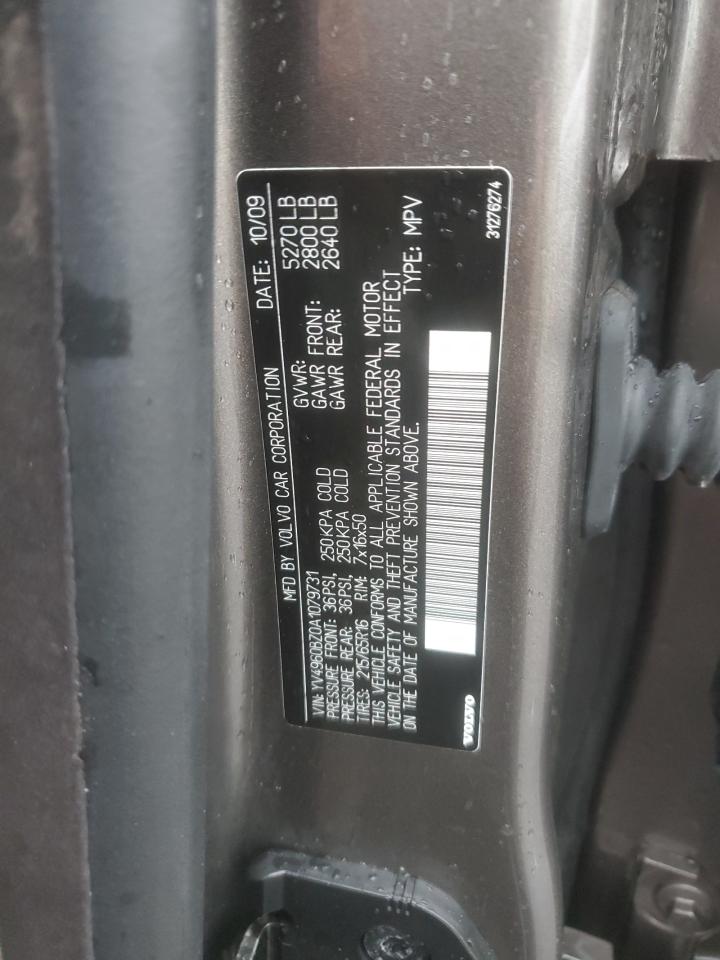 MFD BY VOLVO CAR CORPORATION DATE: 10/09
GVWR: 5270 LB
GAWR FRONT: 2800 LB
GAWR REAR: 2640 LB
VIN: YV4960BZ0A1079731
PRESSURE FRONT: 36PSI, 250KPA COLD
PRESSURE REAR: 36PSI, 250KPA COLD
TIRES: 215/65R16 RIM: 7x16x50
THIS VEHICLE CONFORMS TO ALL APPLICABLE FEDERAL MOTOR
VEHICLE SAFETY AND THEFT PREVENTION STANDARDS IN EFFECT
ON THE DATE OF MANUFACTURE SHOWN ABOVE. TYPE: MPV
VOLVO 31276274